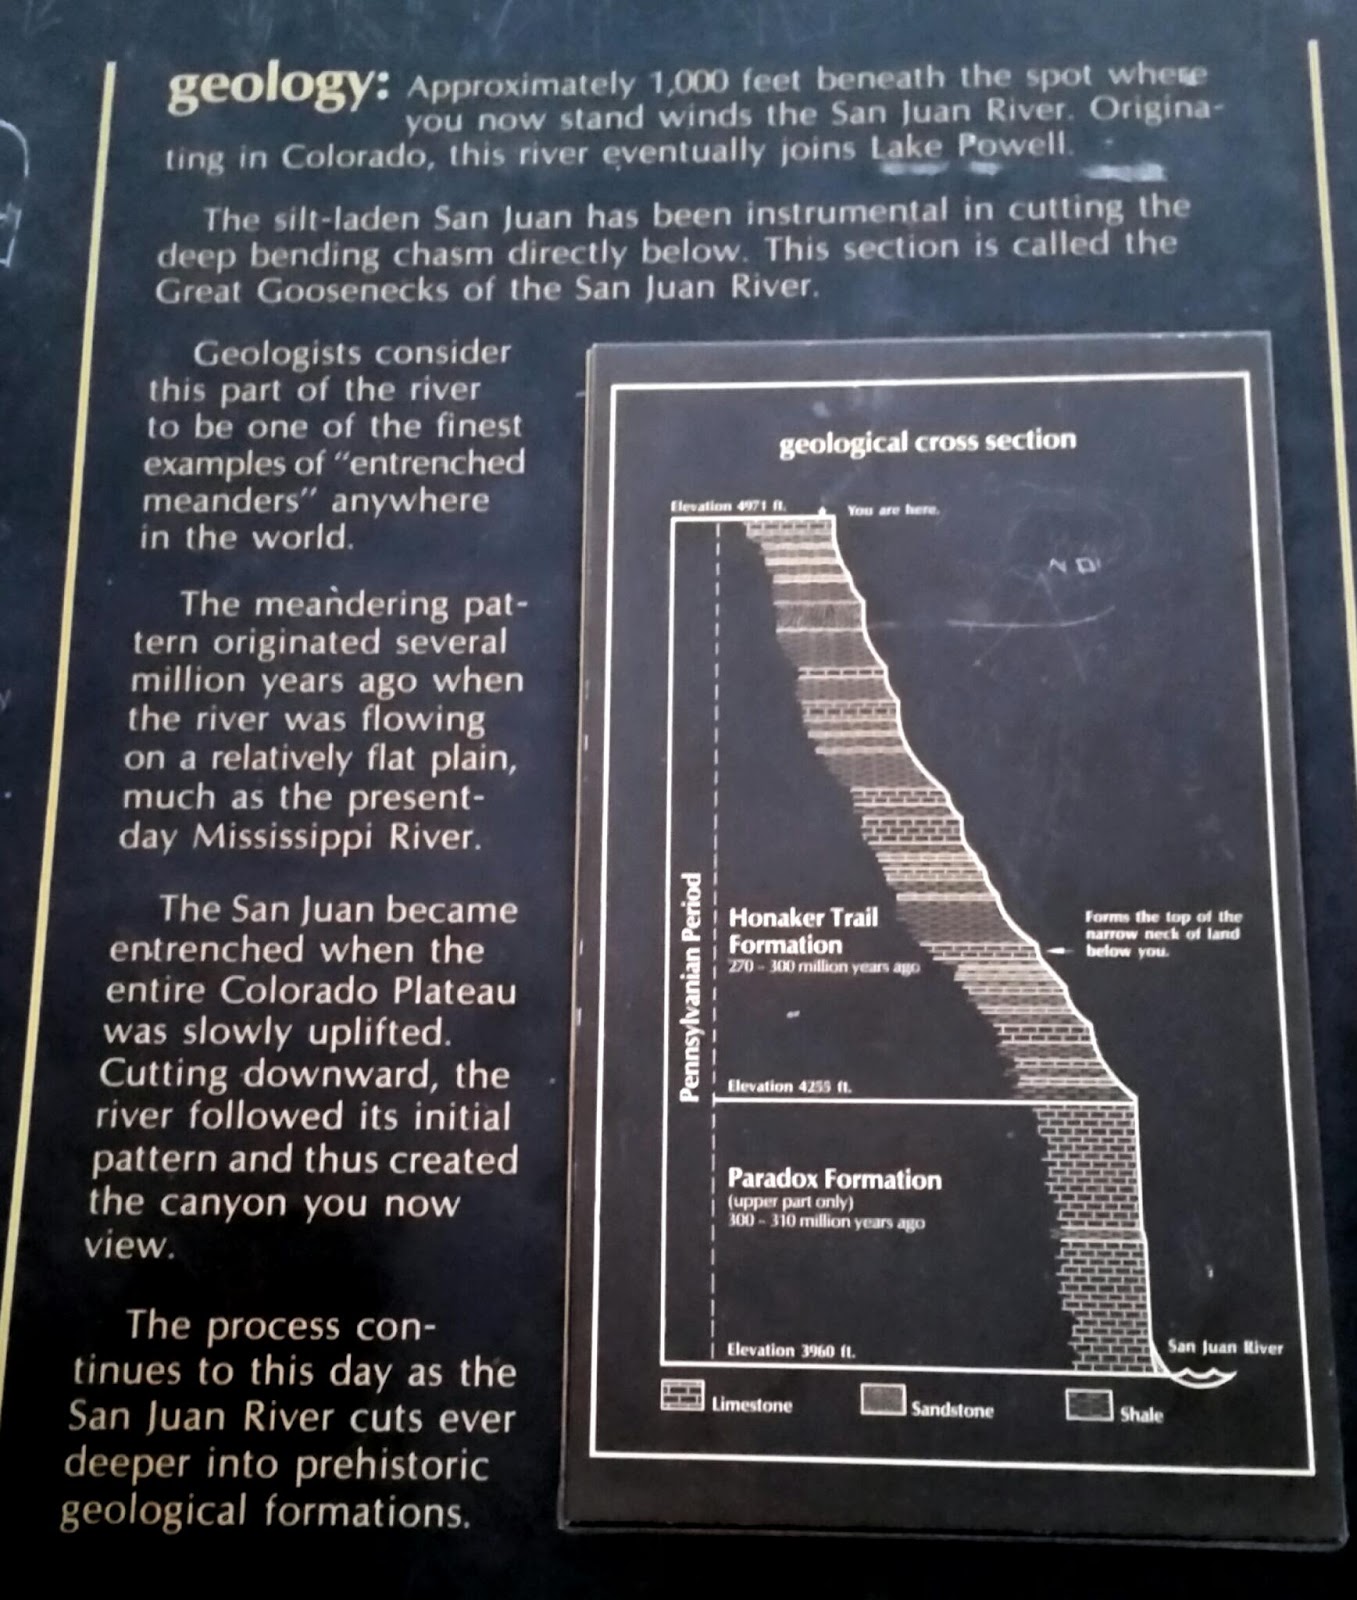 geology: Approximately 1,000 feet beneath the spot where
you now stand winds the San Juan River. Origina-
ting in Colorado, this river eventually joins Lake Powell.
The silt-laden San Juan has been instrumental in cutting the
deep bending chasm directly below. This section is called the
Great Goosenecks of the San Juan River.
Geologists consider
this part of the river
to be one of the finest
examples of "entrenched
meanders" anywhere
in the world.
The meandering pat-
tern originated several
million years ago when
the river was flowing
on a relatively flat plain,
much as the present-
day Mississippi River.
The San Juan became
entrenched when the
entire Colorado Plateau
was slowly uplifted.
Cutting downward, the
river followed its initial
pattern and thus created
the canyon you now
view.
The process con-
tinues to this day as the
San Juan River cuts ever
deeper into prehistoric
geological formations.
geological cross section
Elevation 4971 ft.
You are here.
Pennsylvanian Period
Honaker Trail
Formation
270 - 300 million years ago
Forms the top of the
narrow neck of land
below you.
Elevation 4255 ft.
Paradox Formation
(upper part only)
300 - 310 million years ago
Elevation 3960 ft.
San Juan River
Limestone
Sandstone
Shale